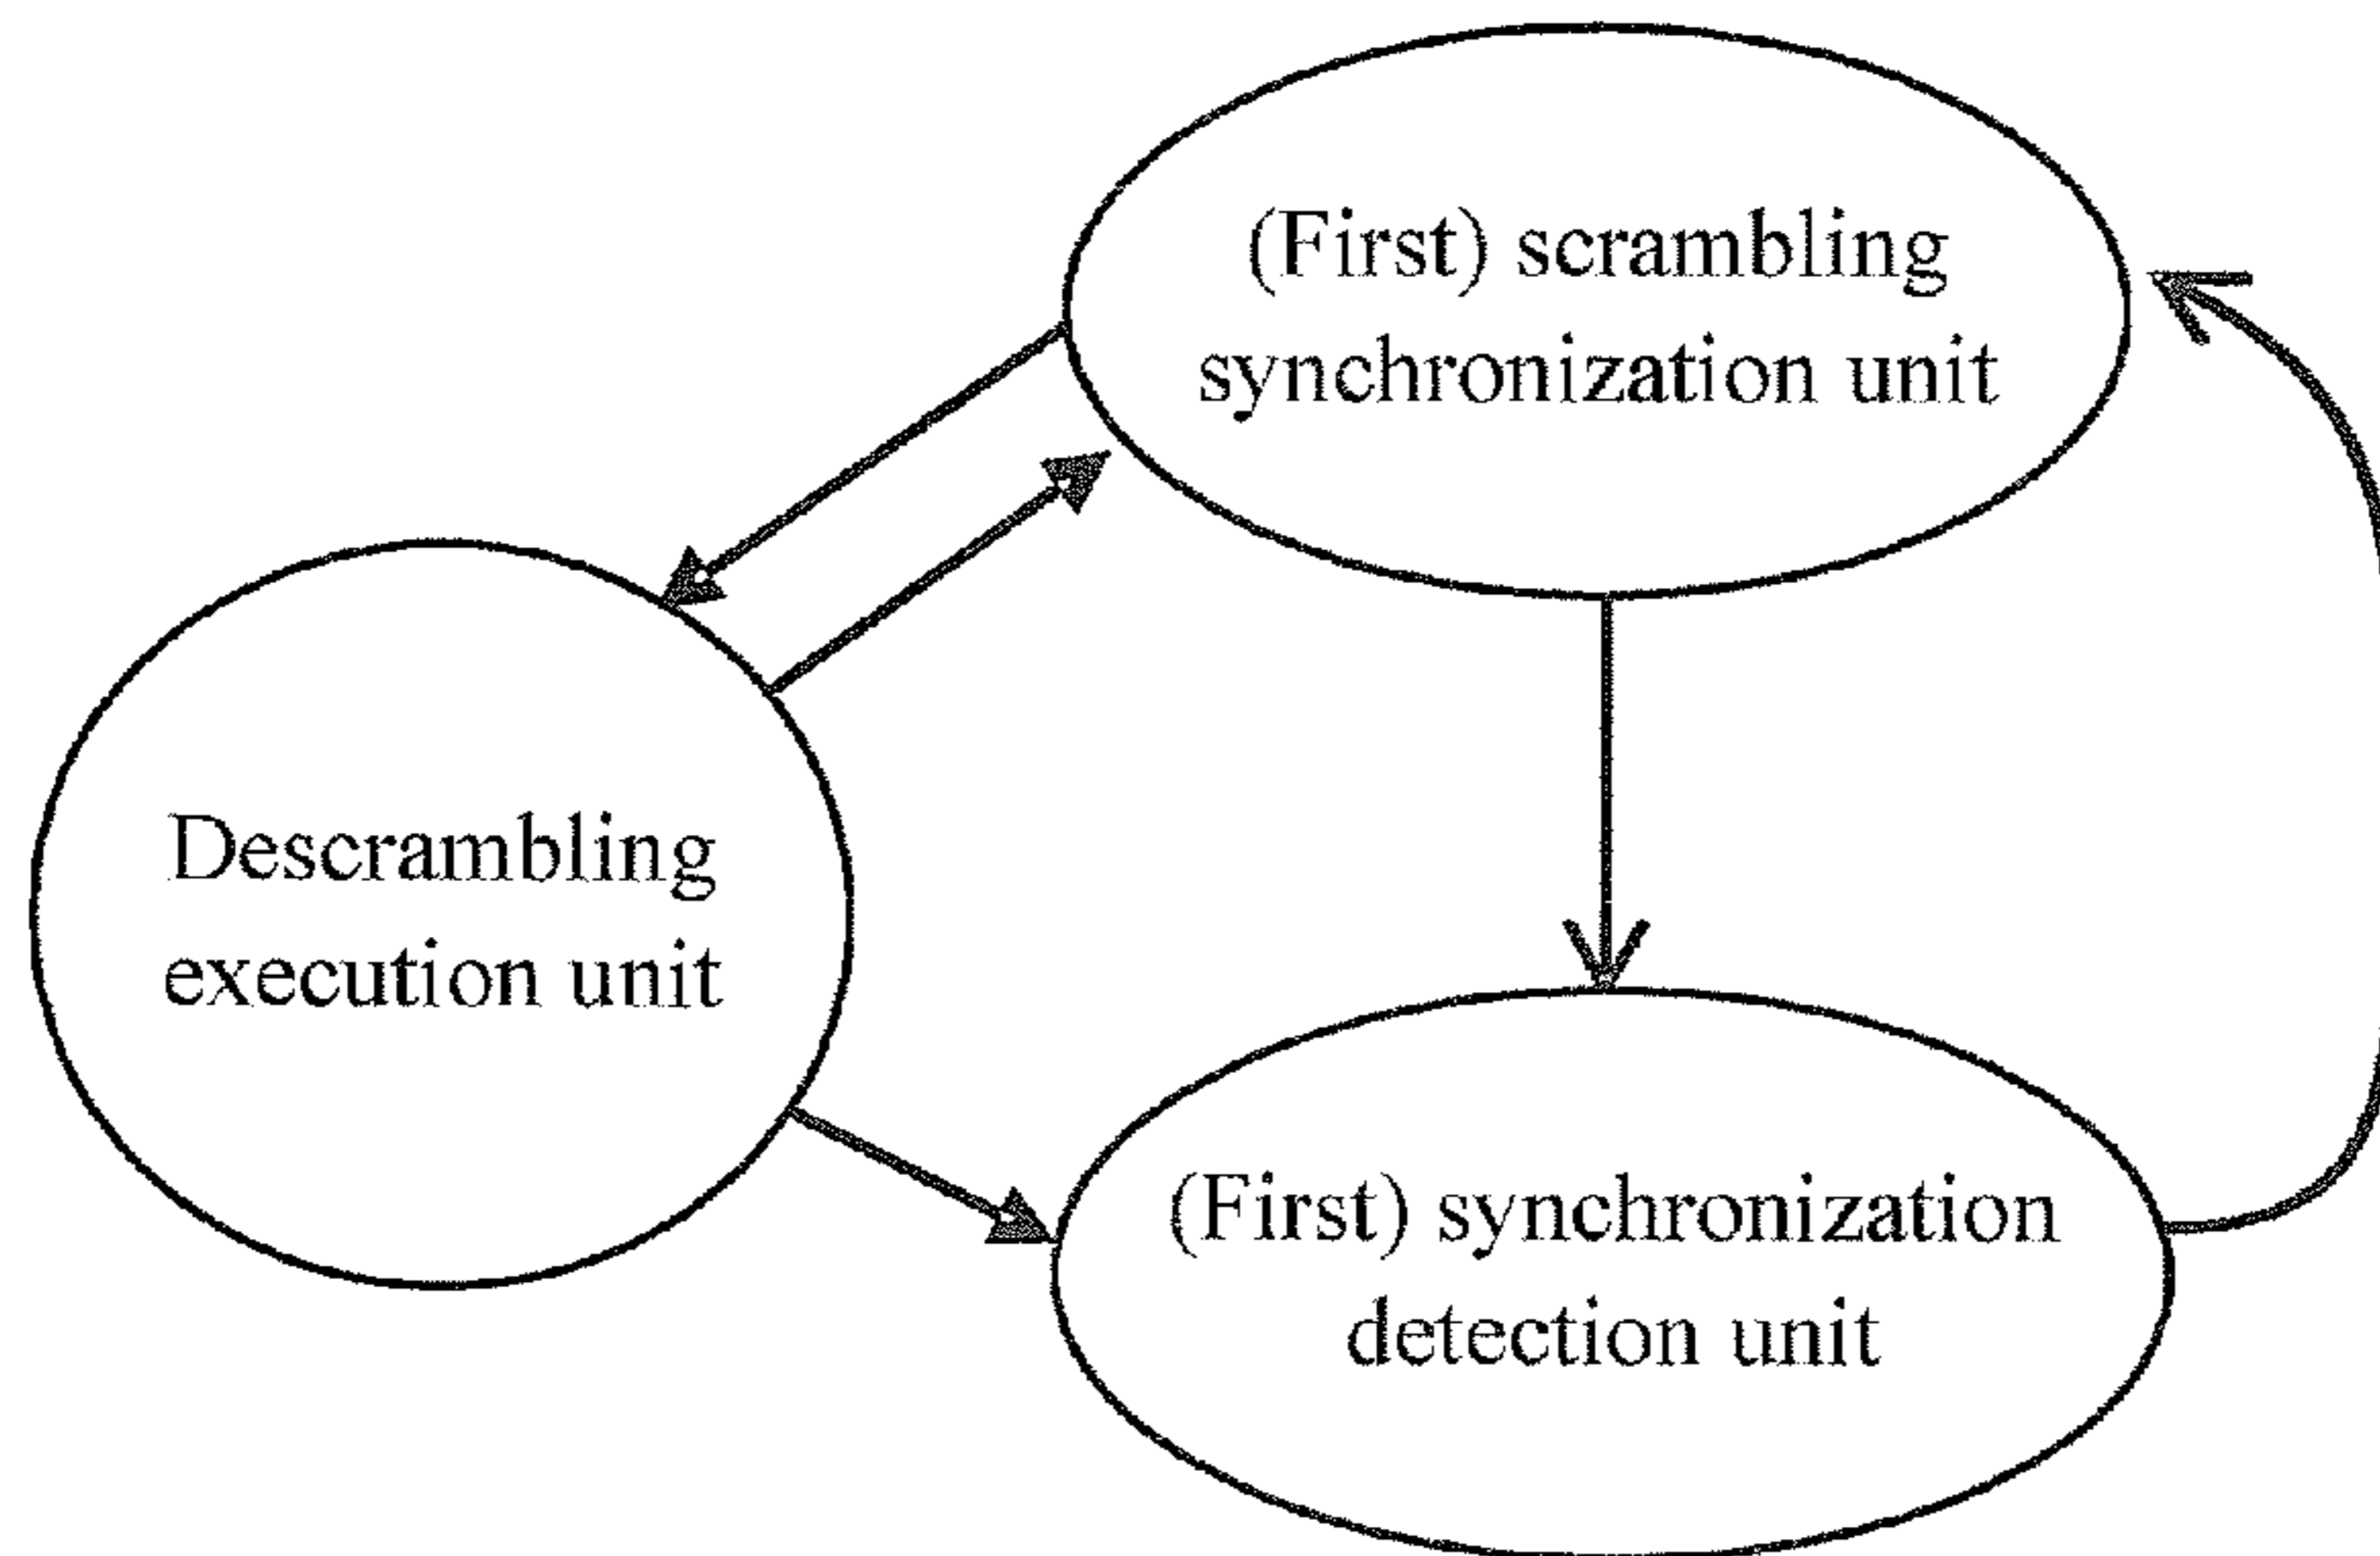 (First) scrambling
synchronization unit
Descrambling
execution unit
(First) synchronization
detection unit